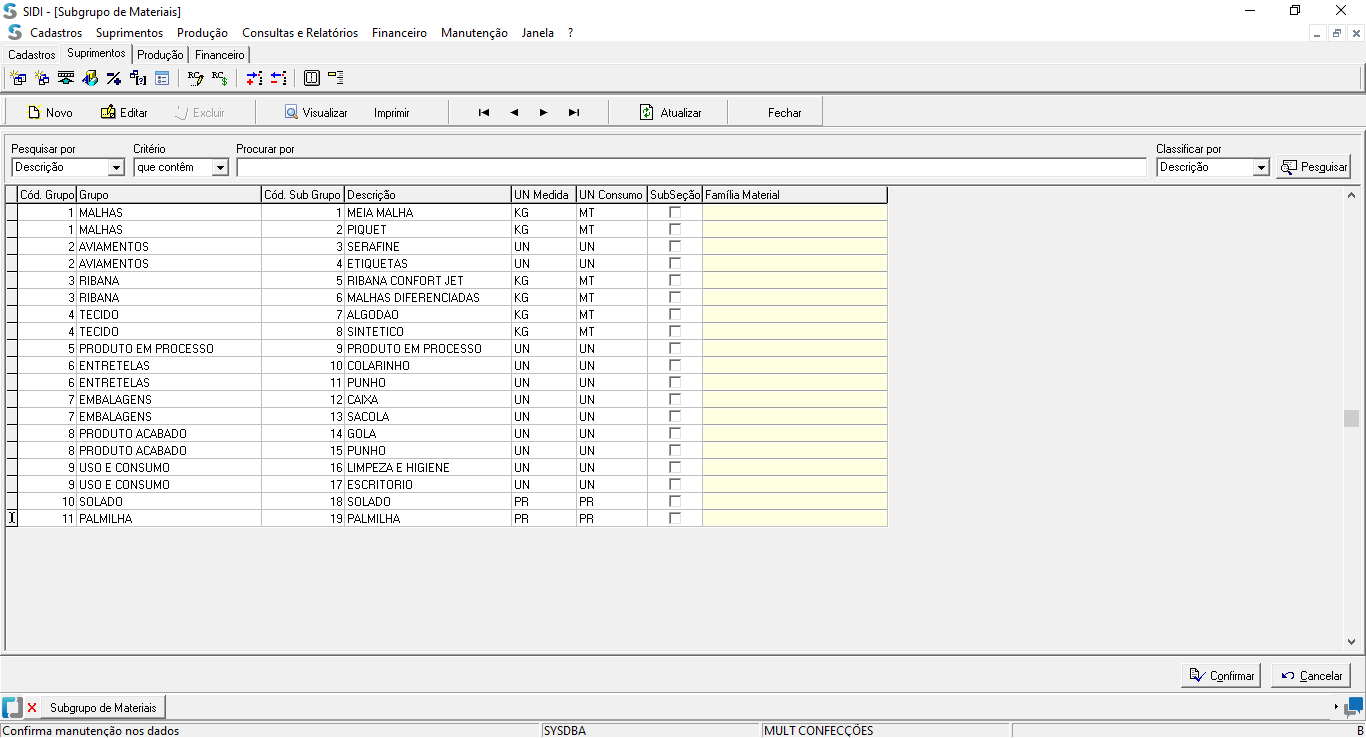 SIDI - [Subgrupo de Materiais]
Cadastros Suprimentos Produção Consultas e Relatórios Financeiro Manutenção Janela ?
Cadastros Suprimentos Produção Financeiro
Novo Editar Excluir Visualizar Imprimir Atualizar Fechar
Pesquisar por Critério Procurar por Classificar por
Descrição que contêm Descrição Pesquisar
Cód. Grupo Grupo Cód. Sub Grupo Descrição UN Medida UN Consumo SubSeção Família Material
1 MALHAS 1 MEIA MALHA KG MT
1 MALHAS 2 PIQUET KG MT
2 AVIAMENTOS 3 SERAFINE UN UN
2 AVIAMENTOS 4 ETIQUETAS UN UN
3 RIBANA 5 RIBANA CONFORT JET KG MT
3 RIBANA 6 MALHAS DIFERENCIADAS KG MT
4 TECIDO 7 ALGODAO KG MT
4 TECIDO 8 SINTETICO KG MT
5 PRODUTO EM PROCESSO 9 PRODUTO EM PROCESSO UN UN
6 ENTRETELAS 10 COLARINHO UN UN
6 ENTRETELAS 11 PUNHO UN UN
7 EMBALAGENS 12 CAIXA UN UN
7 EMBALAGENS 13 SACOLA UN UN
8 PRODUTO ACABADO 14 GOLA UN UN
8 PRODUTO ACABADO 15 PUNHO UN UN
9 USO E CONSUMO 16 LIMPEZA E HIGIENE UN UN
9 USO E CONSUMO 17 ESCRITORIO UN UN
10 SOLADO 18 SOLADO PR PR
11 PALMILHA 19 PALMILHA PR PR
Confirmar Cancelar
Subgrupo de Materiais
Confirma manutenção nos dados SYSDBA MULT CONFECÇÕES B